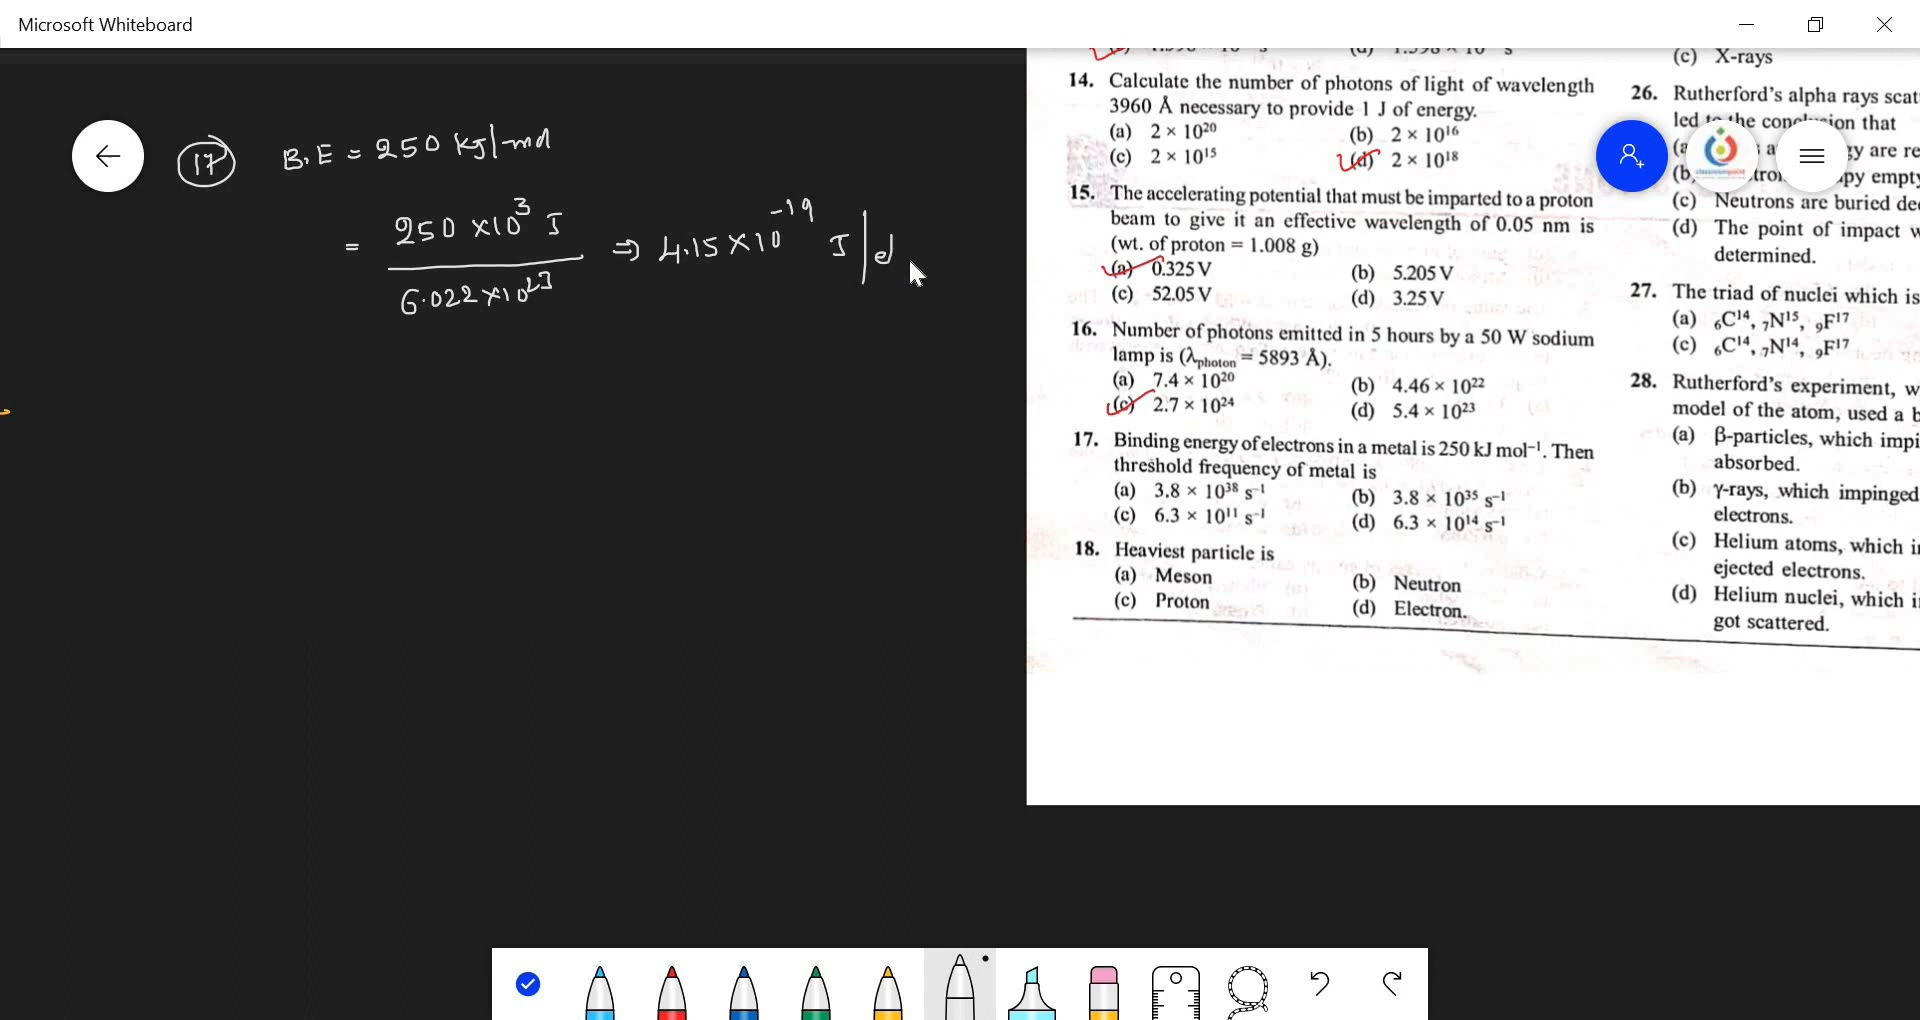 Microsoft Whiteboard
17 B.E = 250 kJ/mol
= 250 × 10³ J
6.022 × 10²³
⇒ 4.15 × 10⁻¹⁹ J / e
14. Calculate the number of photons of light of wavelength
3960 Å necessary to provide 1 J of energy.
(a) 2 × 10²⁰ (b) 2 × 10¹⁶
(c) 2 × 10¹⁵ (d) 2 × 10¹⁸
15. The accelerating potential that must be imparted to a proton
beam to give it an effective wavelength of 0.05 nm is
(wt. of proton = 1.008 g)
(a) 0.325 V (b) 5.205 V
(c) 52.05 V (d) 3.25 V
16. Number of photons emitted in 5 hours by a 50 W sodium
lamp is (λphoton = 5893 Å).
(a) 7.4 × 10²⁰ (b) 4.46 × 10²²
(c) 2.7 × 10²⁴ (d) 5.4 × 10²³
17. Binding energy of electrons in a metal is 250 kJ mol⁻¹. Then
threshold frequency of metal is
(a) 3.8 × 10³⁸ s⁻¹ (b) 3.8 × 10³⁵ s⁻¹
(c) 6.3 × 10¹¹ s⁻¹ (d) 6.3 × 10¹⁴ s⁻¹
18. Heaviest particle is
(a) Meson (b) Neutron
(c) Proton (d) Electron.
(c) X-rays
26. Rutherford's alpha rays scat
led to the conclusion that
gy are re
py empty
(c) Neutrons are buried de
(d) The point of impact w
determined.
27. The triad of nuclei which is
(a) ₆C¹⁴, ₇N¹⁵, ₉F¹⁷
(c) ₆C¹⁴, ₇N¹⁴, ₉F¹⁷
28. Rutherford's experiment, w
model of the atom, used a b
(a) β-particles, which impi
absorbed.
(b) γ-rays, which impinged
electrons.
(c) Helium atoms, which i
ejected electrons.
(d) Helium nuclei, which i
got scattered.